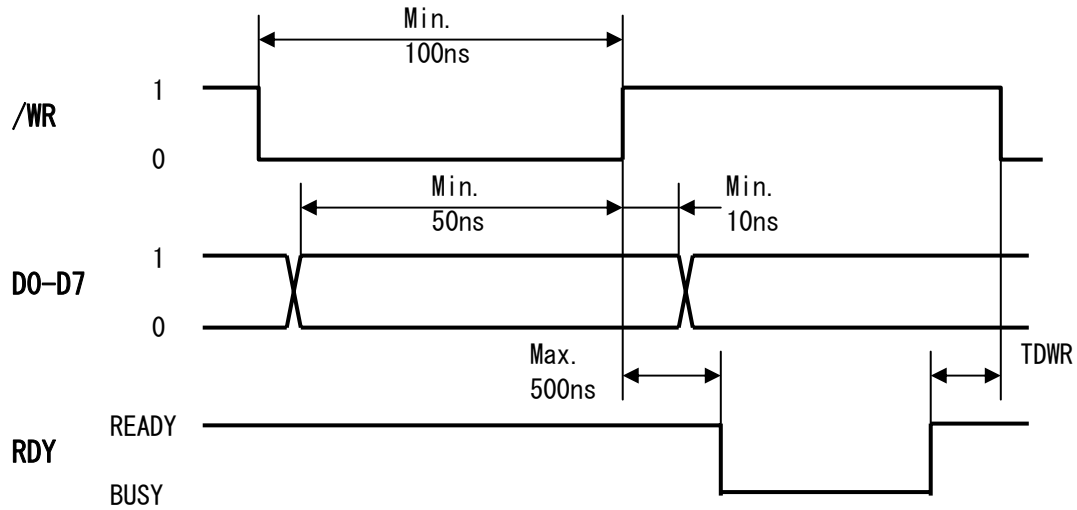 Min.
100ns
1
/WR
0
Min.
50ns
Min.
10ns
1
D0-D7
0
Max.
500ns
TDWR
READY
RDY
BUSY